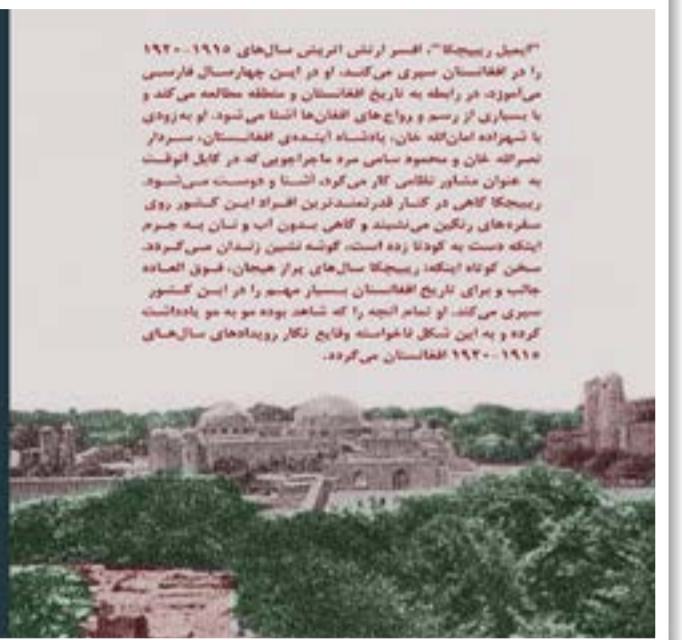 "ایمیل ریبیچکا"، افسر ارتش اتریش سال‌های ۱۹۱۵-۱۹۲۰
را در افغانستان سپری می‌کند. او در این چهارسال فارسی
می‌آموزد، در رابطه به تاریخ افغانستان و منطقه مطالعه می‌کند و
با بسیاری از رسم و رواج‌های افغان‌ها آشنا می‌شود. او به‌زودی
با شهزاده امان‌الله خان، پادشاه آینده‌ی افغانستان، سردار
نصرالله خان و محمود سامی مرد ماجراجویی که در کابل آنوقت
به عنوان مشاور نظامی کار می‌کرد، آشنا و دوست می‌شود.
ریبیچکا گاهی در کنار قدرتمندترین افراد این کشور روی
سفره‌های رنگین می‌نشیند و گاهی بدون آب و نان به جرم
اینکه دست به کودتا زده است، گوشه نشین زندان می‌گردد.
سخن کوتاه اینکه: ریبیچکا سال‌های پراز هیجان، فوق العاده
جالب و برای تاریخ افغانستان بسیار مهم را در این کشور
سپری می‌کند. او تمام آنچه را که شاهد بوده مو به مو یادداشت
کرده و به این شکل ناخواسته وقایع نگار رویدادهای سال‌های
۱۹۱۵-۱۹۲۰ افغانستان می‌گردد.